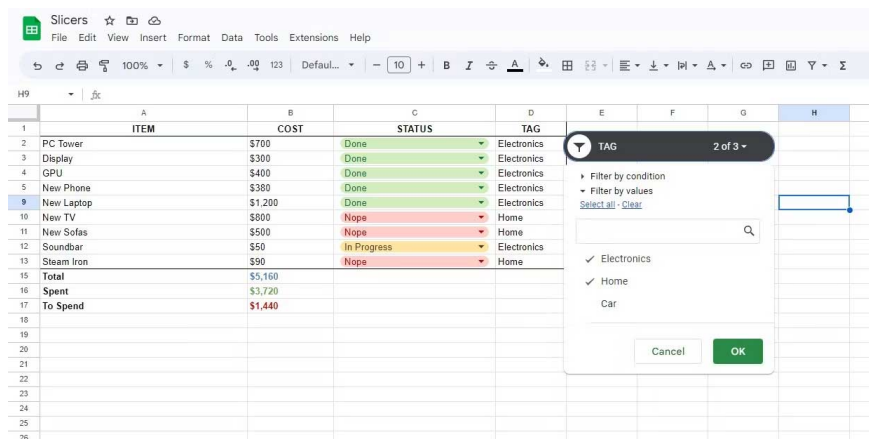 Slicers
File Edit View Insert Format Data Tools Extensions Help
100% $ % .0 .00 123 Defaul... − 10 + B I A
H9 fx
A B C D E F G H
1 ITEM COST STATUS TAG
2 PC Tower $700 Done Electronics
3 Display $300 Done Electronics
4 GPU $400 Done Electronics
5 New Phone $380 Done Electronics
9 New Laptop $1,200 Done Electronics
10 New TV $800 Nope Home
11 New Sofas $500 Nope Home
12 Soundbar $50 In Progress Electronics
13 Steam Iron $90 Nope Home
15 Total $5,160
16 Spent $3,720
17 To Spend $1,440
18
19
20
21
22
23
24
25
26
TAG 2 of 3
Filter by condition
Filter by values
Select all - Clear
Electronics
Home
Car
Cancel OK